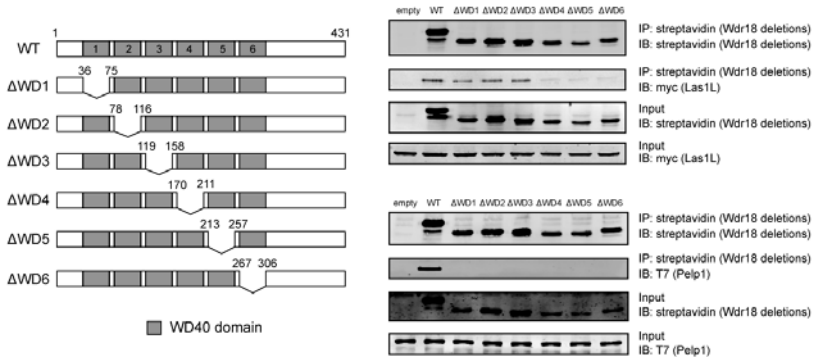 1 431
WT 1 2 3 4 5 6
36 75
ΔWD1
78 116
ΔWD2
119 158
ΔWD3
170 211
ΔWD4
213 257
ΔWD5
267 306
ΔWD6
WD40 domain
empty WT ΔWD1 ΔWD2 ΔWD3 ΔWD4 ΔWD5 ΔWD6
IP: streptavidin (Wdr18 deletions)
IB: streptavidin (Wdr18 deletions)
IP: streptavidin (Wdr18 deletions)
IB: myc (Las1L)
Input
IB: streptavidin (Wdr18 deletions)
Input
IB: myc (Las1L)
empty WT ΔWD1 ΔWD2 ΔWD3 ΔWD4 ΔWD5 ΔWD6
IP: streptavidin (Wdr18 deletions)
IB: streptavidin (Wdr18 deletions)
IP: streptavidin (Wdr18 deletions)
IB: T7 (Pelp1)
Input
IB: streptavidin (Wdr18 deletions)
Input
IB: T7 (Pelp1)